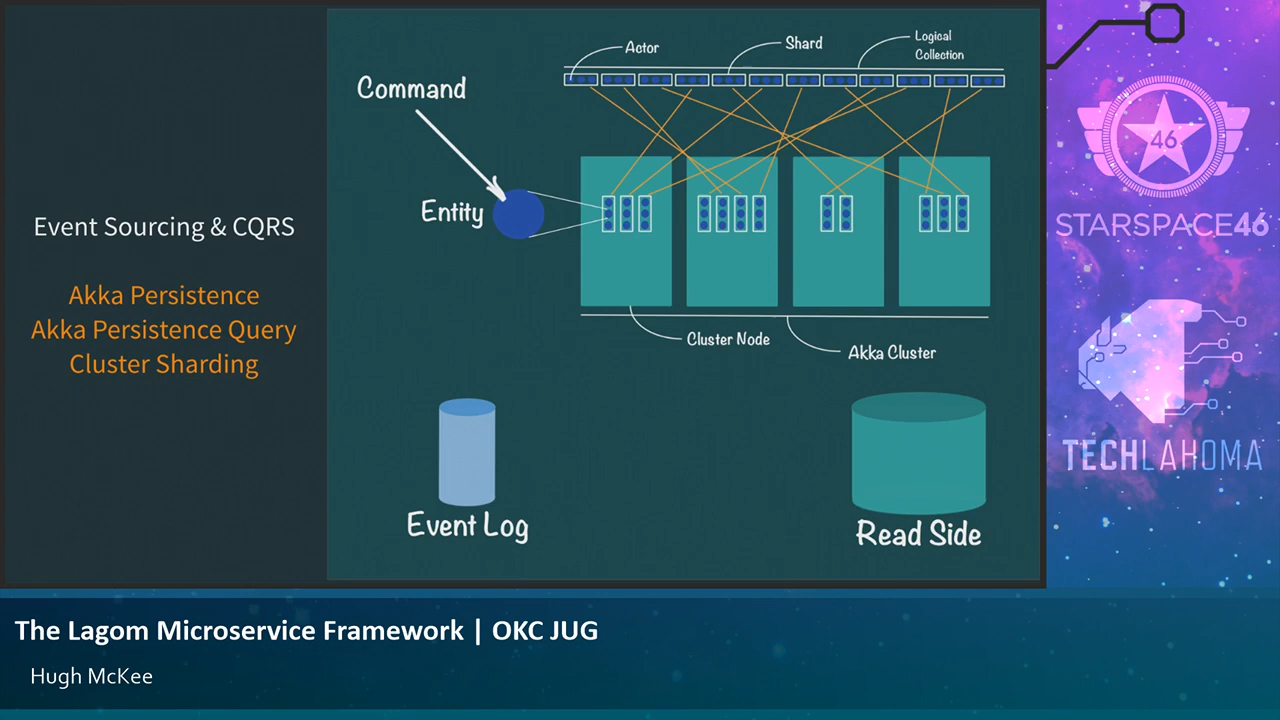 Event Sourcing & CQRS
Akka Persistence
Akka Persistence Query
Cluster Sharding
Command
Entity
Actor
Shard
Logical
Collection
Cluster Node
Akka Cluster
Event Log
Read Side
46
STARSPACE46
TECHLAHOMA
The Lagom Microservice Framework | OKC JUG
Hugh McKee